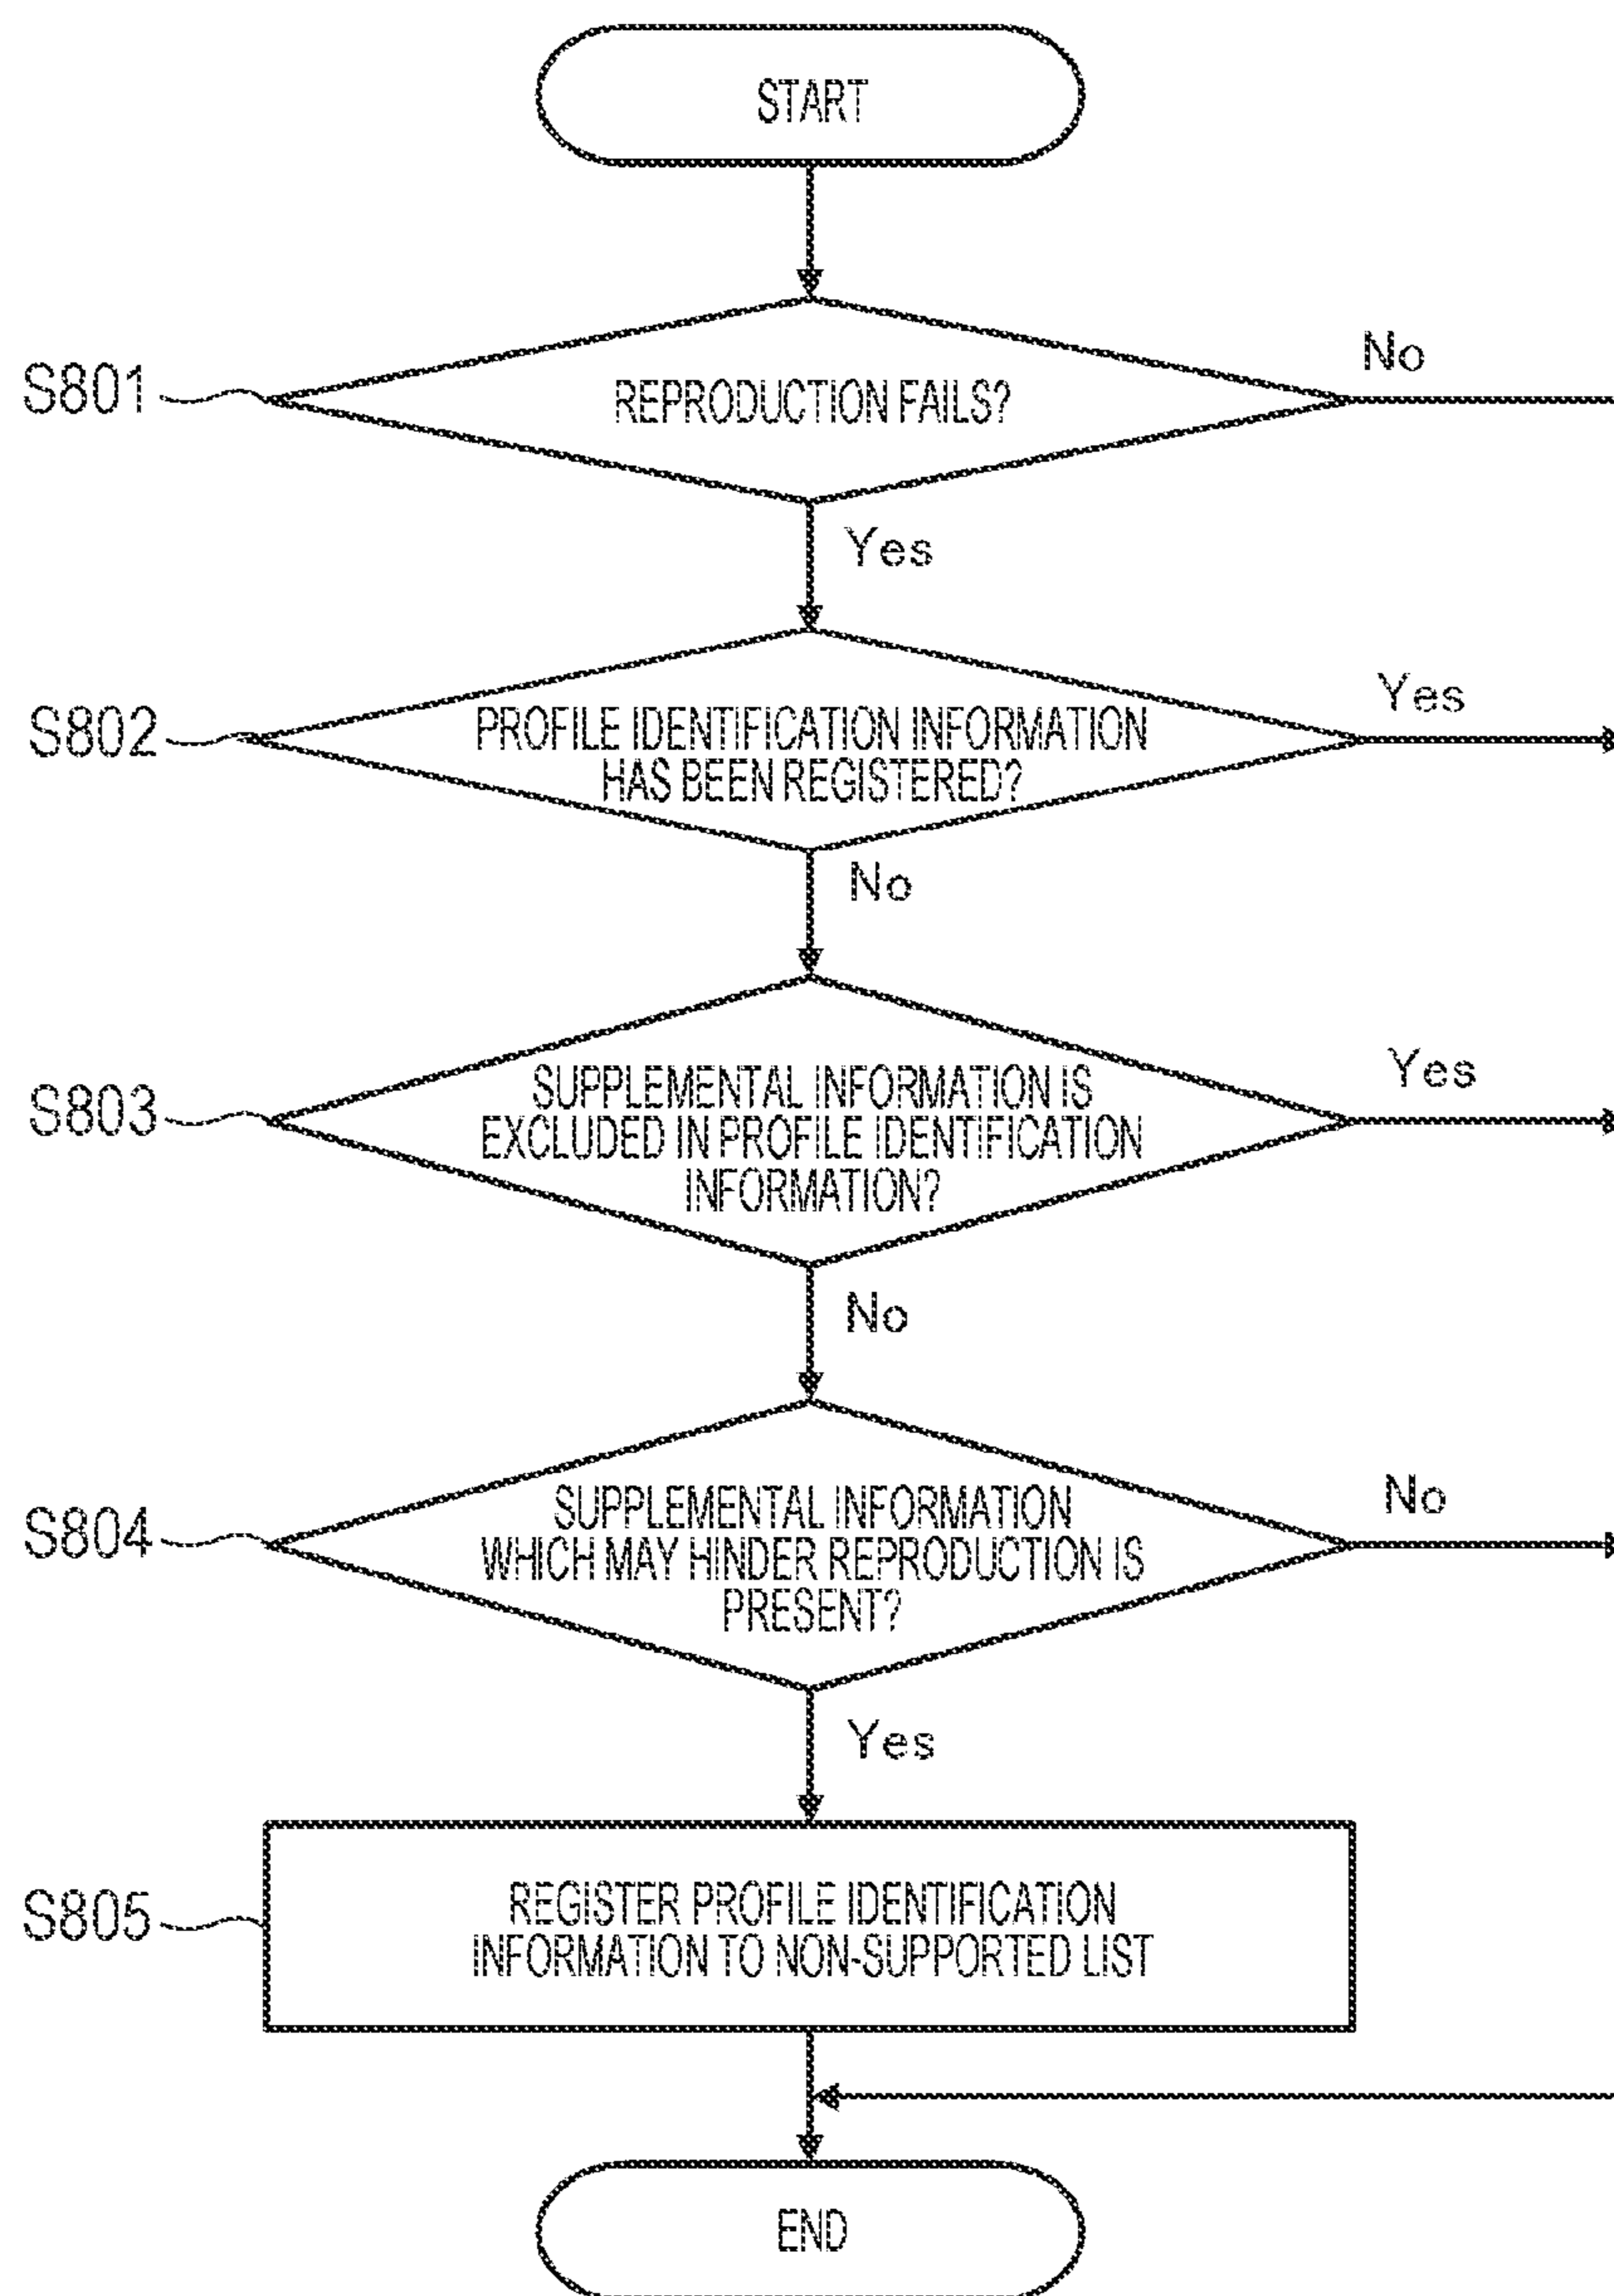 START
No
S801
REPRODUCTION FAILS?
Yes
Yes
S802
PROFILE IDENTIFICATION INFORMATION
HAS BEEN REGISTERED?
No
Yes
S803
SUPPLEMENTAL INFORMATION IS
EXCLUDED IN PROFILE IDENTIFICATION
INFORMATION?
No
No
S804
SUPPLEMENTAL INFORMATION
WHICH MAY HINDER REPRODUCTION IS
PRESENT?
Yes
S805
REGISTER PROFILE IDENTIFICATION
INFORMATION TO NON-SUPPORTED LIST
END